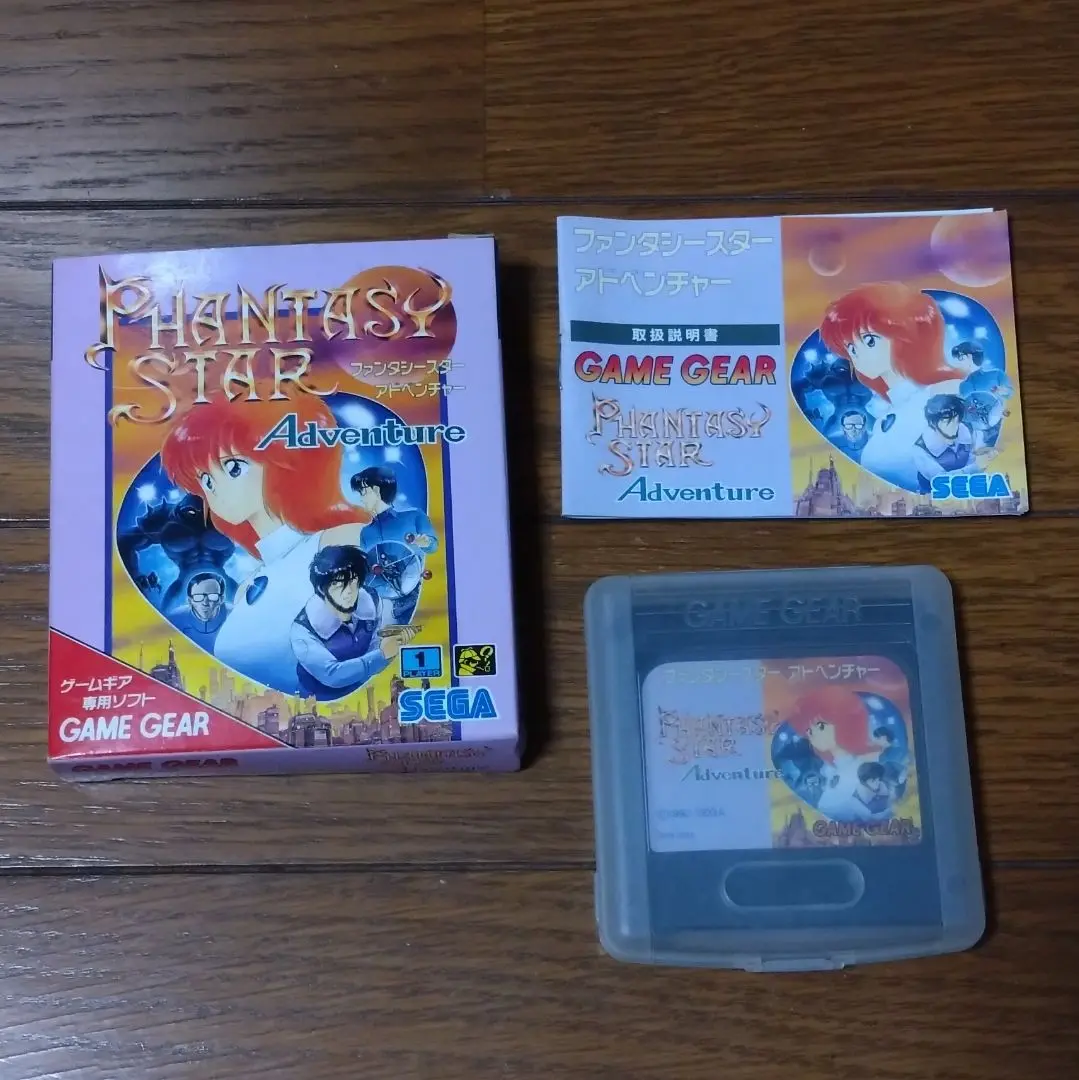 PHANTASY
STAR
ファンタシースター
アドベンチャー
Adventure
1
PLAYER
SEGA
ゲームギア
専用ソフト
GAME GEAR
GAME GEAR
PHANTASY
ファンタシースター
アドベンチャー
取扱説明書
GAME GEAR
PHANTASY
STAR
Adventure
SEGA
GAME GEAR
ファンタシースター アドベンチャー
PHANTASY
STAR
Adventure
SEGA
GAME GEAR